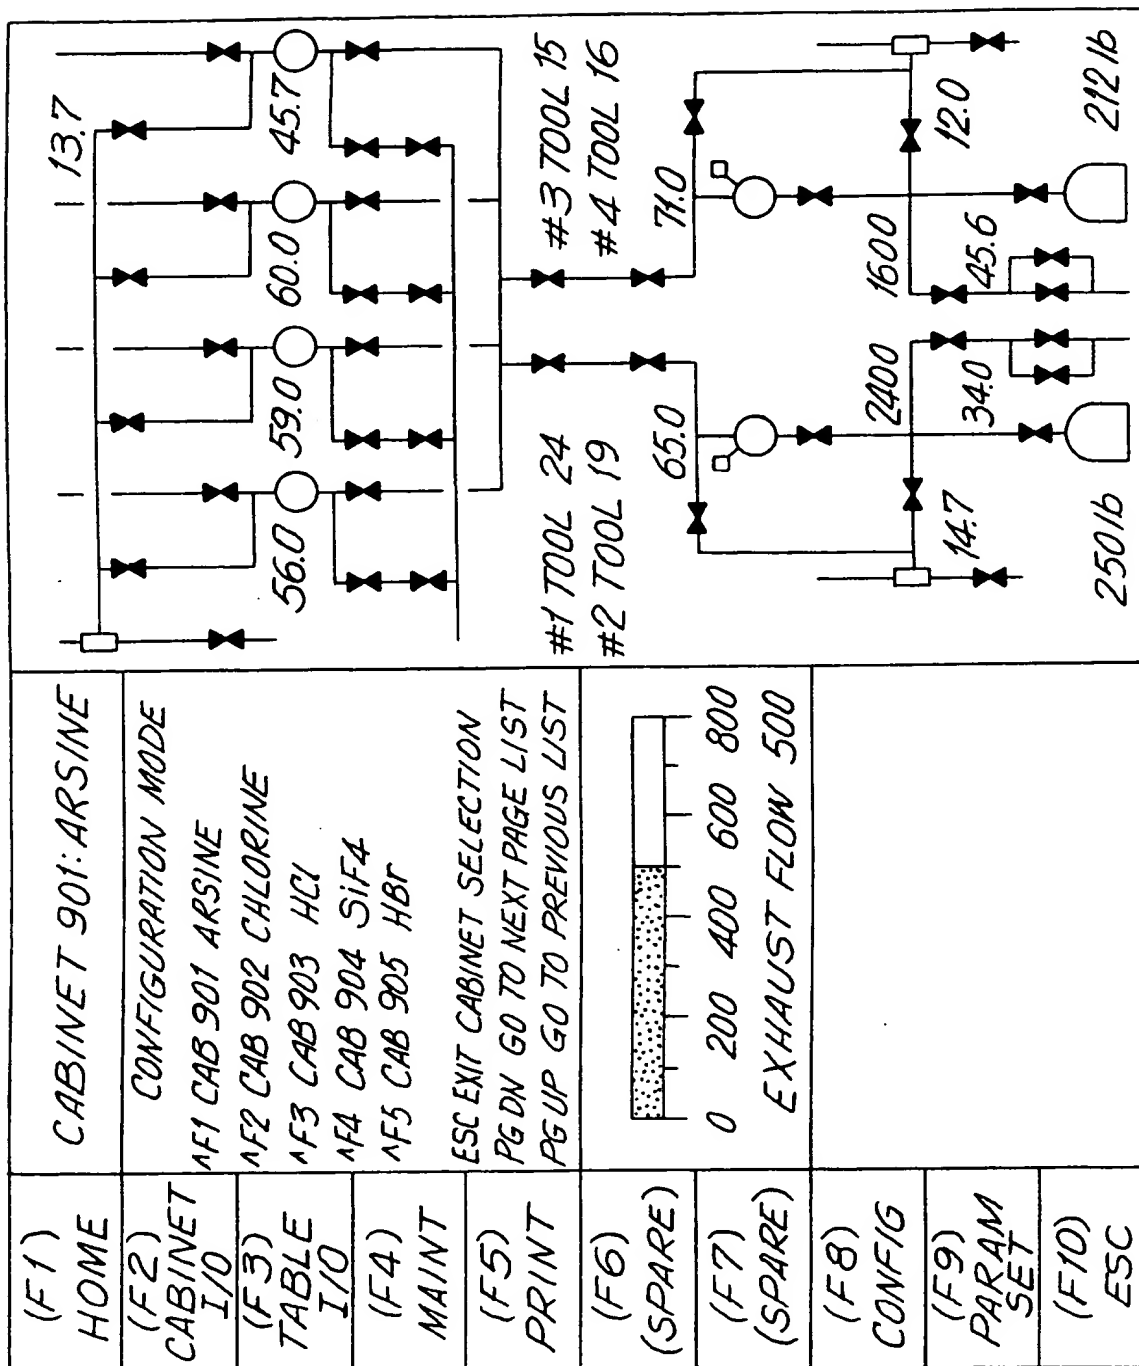 (F1)
HOME
(F2)
CABINET
I/O
(F3)
TABLE
I/O
(F4)
MAINT
(F5)
PRINT
(F6)
(SPARE)
(F7)
(SPARE)
(F8)
CONFIG
(F9)
PARAM
SET
(F10)
ESC
CABINET 901: ARSINE
CONFIGURATION MODE
^F1 CAB 901 ARSINE
^F2 CAB 902 CHLORINE
^F3 CAB 903 HCl
^F4 CAB 904 SiF4
^F5 CAB 905 HBr
ESC EXIT CABINET SELECTION
PG DN GO TO NEXT PAGE LIST
PG UP GO TO PREVIOUS LIST
0 200 400 600 800
EXHAUST FLOW 500
13.7
56.0 59.0 60.0 45.7
#1 TOOL 24
#2 TOOL 19
#3 TOOL 15
#4 TOOL 16
65.0 71.0
2400 1600
14.7 34.0 45.6 12.0
250 lb 212 lb